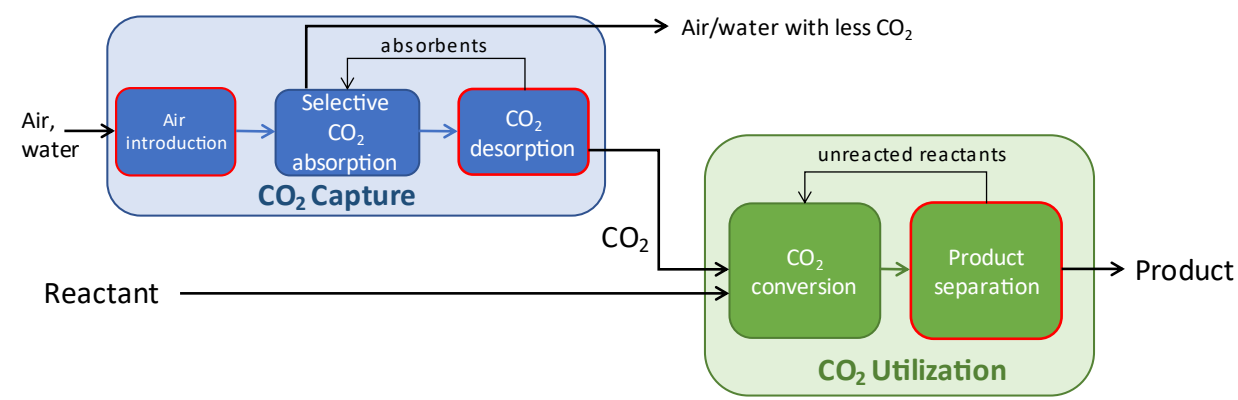 Air/water with less CO₂
absorbents
Air,
water
Air
introduction
Selective
CO₂
absorption
CO₂
desorption
CO₂ Capture
CO₂
Reactant
unreacted reactants
CO₂
conversion
Product
separation
Product
CO₂ Utilization